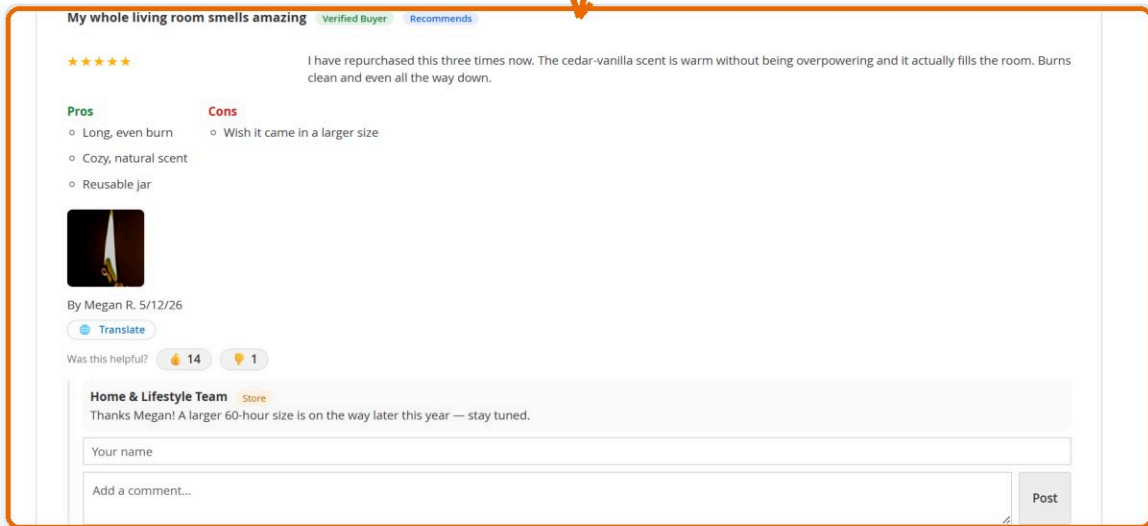 My whole living room smells amazing Verified Buyer Recommends
★★★★★
I have repurchased this three times now. The cedar-vanilla scent is warm without being overpowering and it actually fills the room. Burns
clean and even all the way down.
Pros
Long, even burn
Cozy, natural scent
Reusable jar
Cons
Wish it came in a larger size
By Megan R. 5/12/26
Translate
Was this helpful? 👍 14 👎 1
Home & Lifestyle Team Store
Thanks Megan! A larger 60-hour size is on the way later this year — stay tuned.
Your name
Add a comment...
Post